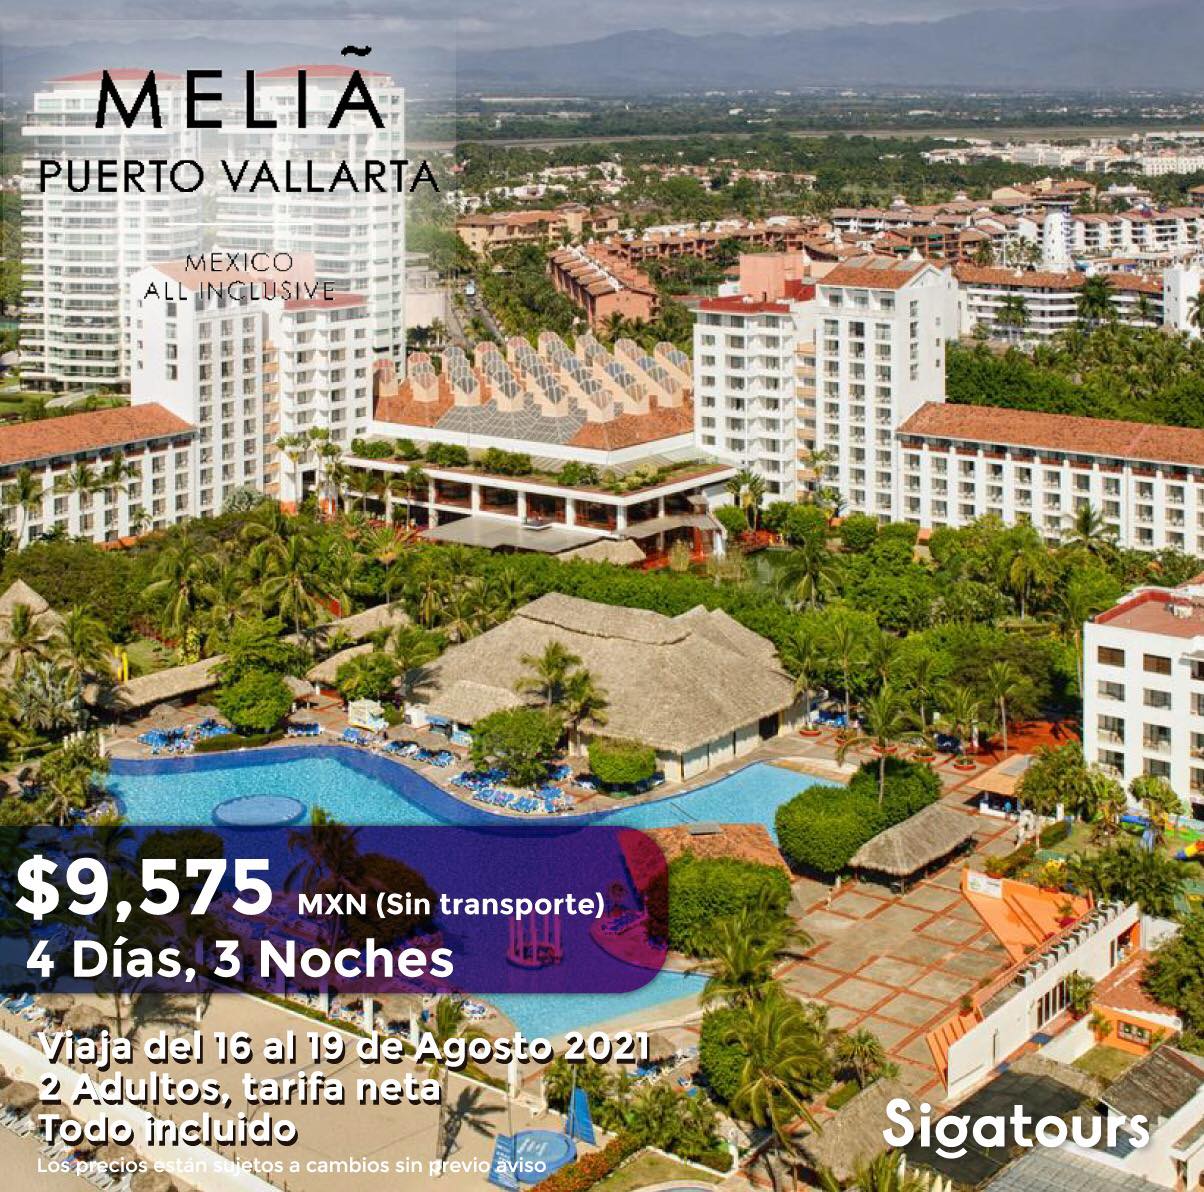 MELIÃ
PUERTO VALLARTA
MEXICO
ALL INCLUSIVE
$9,575 MXN (Sin transporte)
4 Días, 3 Noches
Viaja del 16 al 19 de Agosto 2021
2 Adultos, tarifa neta
Todo incluido
Los precios están sujetos a cambios sin previo aviso
Sigatours